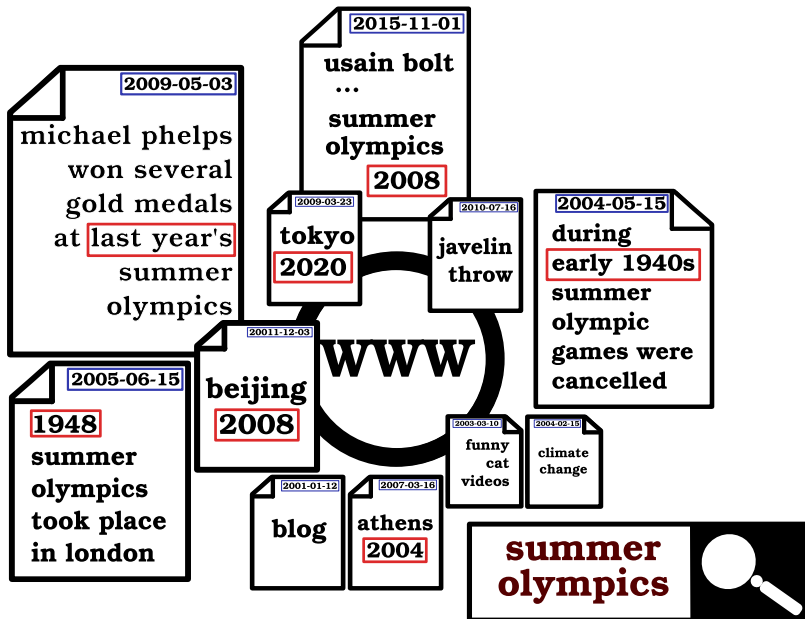 2015-11-01
usain bolt
...
summer
olympics
2008
2009-05-03
michael phelps
won several
gold medals
at last year's
summer
olympics
2009-03-23
tokyo
2020
2010-07-16
javelin
throw
2004-05-15
during
early 1940s
summer
olympic
games were
cancelled
20011-12-03
beijing
2008
WWW
2005-06-15
1948
summer
olympics
took place
in london
2003-03-10
funny
cat
videos
2004-02-15
climate
change
2001-01-12
blog
2007-03-16
athens
2004
summer
olympics